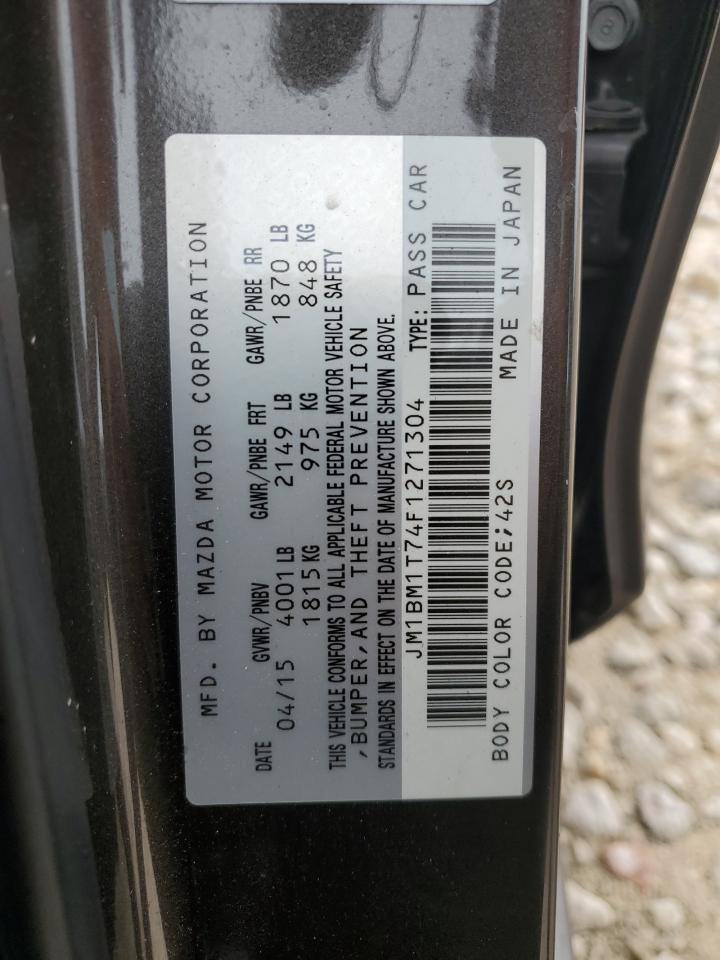 MFD. BY MAZDA MOTOR CORPORATION
DATE GVWR/PNBV GAWR/PNBE FRT GAWR/PNBE RR
04/15 4001 LB 2149 LB 1870 LB
1815 KG 975 KG 848 KG
THIS VEHICLE CONFORMS TO ALL APPLICABLE FEDERAL MOTOR VEHICLE SAFETY
,BUMPER,AND THEFT PREVENTION
STANDARDS IN EFFECT ON THE DATE OF MANUFACTURE SHOWN ABOVE.
JM1BM1T74F1271304 TYPE: PASS CAR
BODY COLOR CODE;42S MADE IN JAPAN